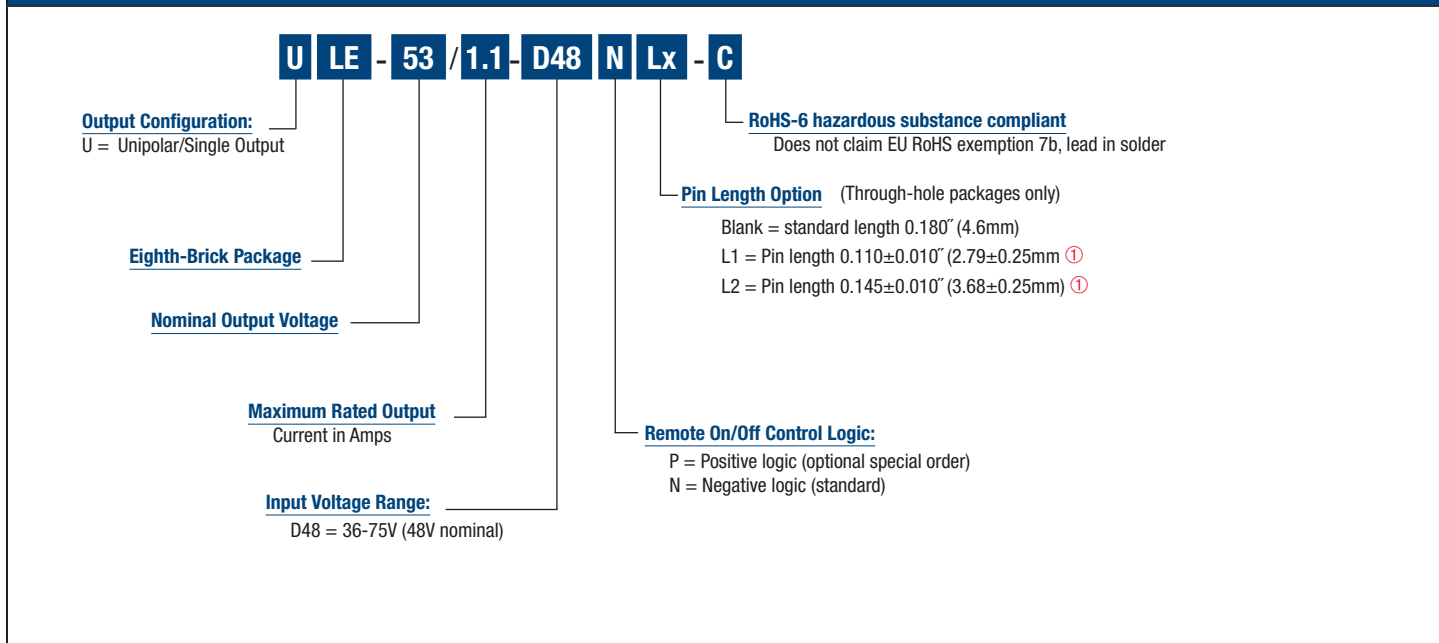 U LE - 53 / 1.1 - D48 N Lx - C
Output Configuration:
U = Unipolar/Single Output
RoHS-6 hazardous substance compliant
Does not claim EU RoHS exemption 7b, lead in solder
Pin Length Option (Through-hole packages only)
Blank = standard length 0.180˝ (4.6mm)
L1 = Pin length 0.110±0.010˝ (2.79±0.25mm ①
L2 = Pin length 0.145±0.010˝ (3.68±0.25mm) ①
Eighth-Brick Package
Nominal Output Voltage
Maximum Rated Output
Current in Amps
Remote On/Off Control Logic:
P = Positive logic (optional special order)
N = Negative logic (standard)
Input Voltage Range:
D48 = 36-75V (48V nominal)